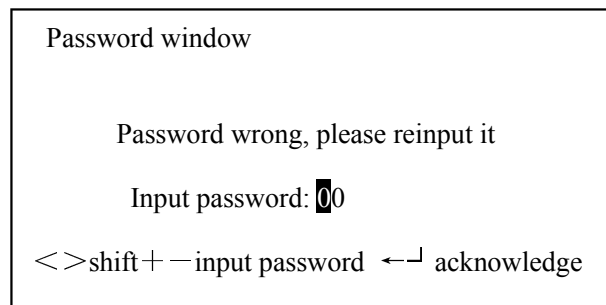 Password window
Password wrong, please reinput it
Input password: 00
＜＞shift＋－input password ←┘ acknowledge